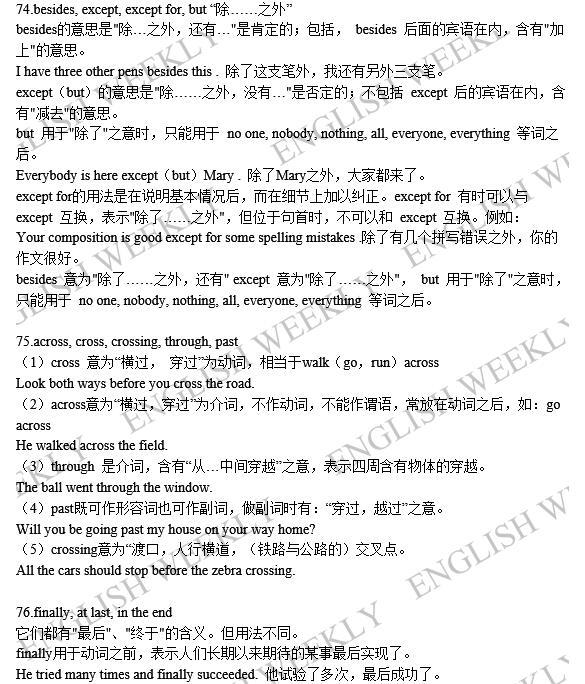 74.besides, except, except for, but “除……之外”
besides的意思是"除…之外，还有…"是肯定的；包括， besides 后面的宾语在内，含有"加
上"的意思。
I have three other pens besides this . 除了这支笔外，我还有另外三支笔。
except（but）的意思是"除……之外，没有…"是否定的；不包括 except 后的宾语在内，含
有"减去"的意思。
but 用于"除了"之意时，只能用于 no one, nobody, nothing, all, everyone, everything 等词之
后。
Everybody is here except（but）Mary . 除了Mary之外，大家都来了。
except for的用法是在说明基本情况后，而在细节上加以纠正。except for 有时可以与
except 互换，表示"除了……之外"，但位于句首时，不可以和 except 互换。例如：
Your composition is good except for some spelling mistakes .除了有几个拼写错误之外，你的
作文很好。
besides 意为"除了……之外，还有" except 意为"除了……之外"， but 用于"除了"之意时，
只能用于 no one, nobody, nothing, all, everyone, everything 等词之后。
75.across, cross, crossing, through, past
（1）cross 意为“横过， 穿过”为动词，相当于walk（go，run）across
Look both ways before you cross the road.
（2）across意为“横过，穿过”为介词，不作动词，不能作谓语，常放在动词之后，如：go
across
He walked across the field.
（3）through 是介词，含有“从…中间穿越”之意，表示四周含有物体的穿越。
The ball went through the window.
（4）past既可作形容词也可作副词，做副词时有：“穿过，越过”之意。
Will you be going past my house on your way home?
（5）crossing意为“渡口，人行横道，（铁路与公路的）交叉点。
All the cars should stop before the zebra crossing.
76.finally, at last, in the end
它们都有"最后"、"终于"的含义。但用法不同。
finally用于动词之前，表示人们长期以来期待的某事最后实现了。
He tried many times and finally succeeded. 他试验了多次，最后成功了。
ENGLISH WEEKLY
ENGLISH WEEKLY
ENGLISH WEEKLY
ENGLISH WEEKLY